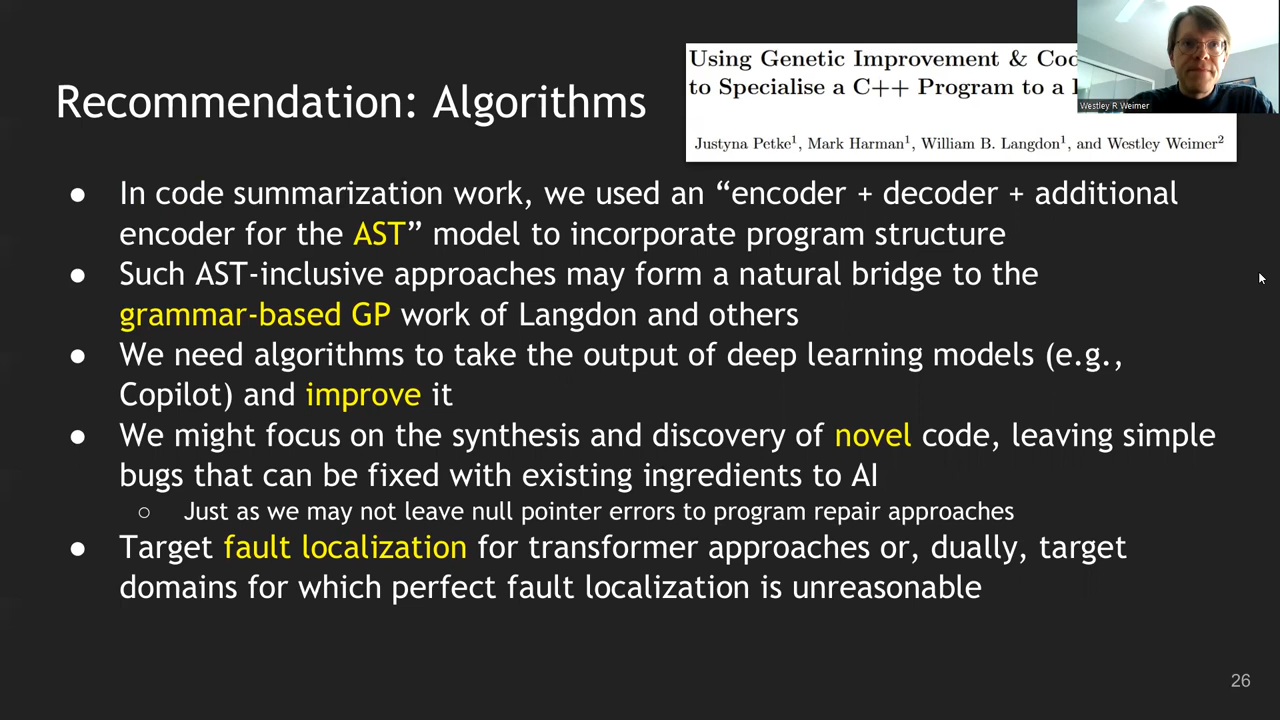 Using Genetic Improvement & Cod
to Specialise a C++ Program to a
Westley R Weimer
Recommendation: Algorithms
Justyna Petke¹, Mark Harman¹, William B. Langdon¹, and Westley Weimer²
● In code summarization work, we used an “encoder + decoder + additional
encoder for the AST” model to incorporate program structure
● Such AST-inclusive approaches may form a natural bridge to the
grammar-based GP work of Langdon and others
● We need algorithms to take the output of deep learning models (e.g.,
Copilot) and improve it
● We might focus on the synthesis and discovery of novel code, leaving simple
bugs that can be fixed with existing ingredients to AI
○ Just as we may not leave null pointer errors to program repair approaches
● Target fault localization for transformer approaches or, dually, target
domains for which perfect fault localization is unreasonable
26